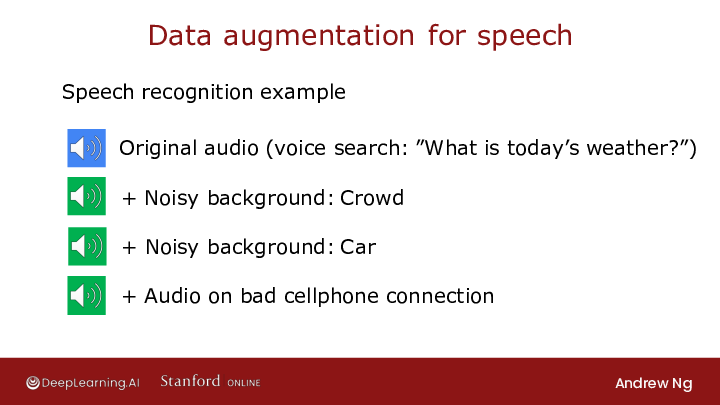 Data augmentation for speech
Speech recognition example
Original audio (voice search: ”What is today’s weather?”)
+ Noisy background: Crowd
+ Noisy background: Car
+ Audio on bad cellphone connection
DeepLearning.AI Stanford ONLINE Andrew Ng